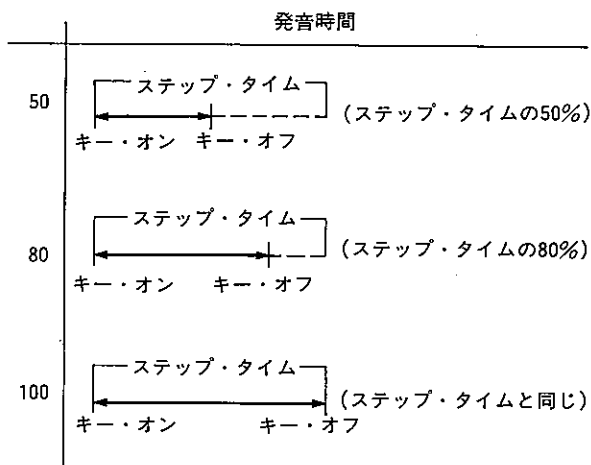 発音時間
ステップ・タイム
50
(ステップ・タイムの50%)
キー・オン キー・オフ
ステップ・タイム
80
(ステップ・タイムの80%)
キー・オン キー・オフ
ステップ・タイム
100
(ステップ・タイムと同じ)
キー・オン キー・オフ